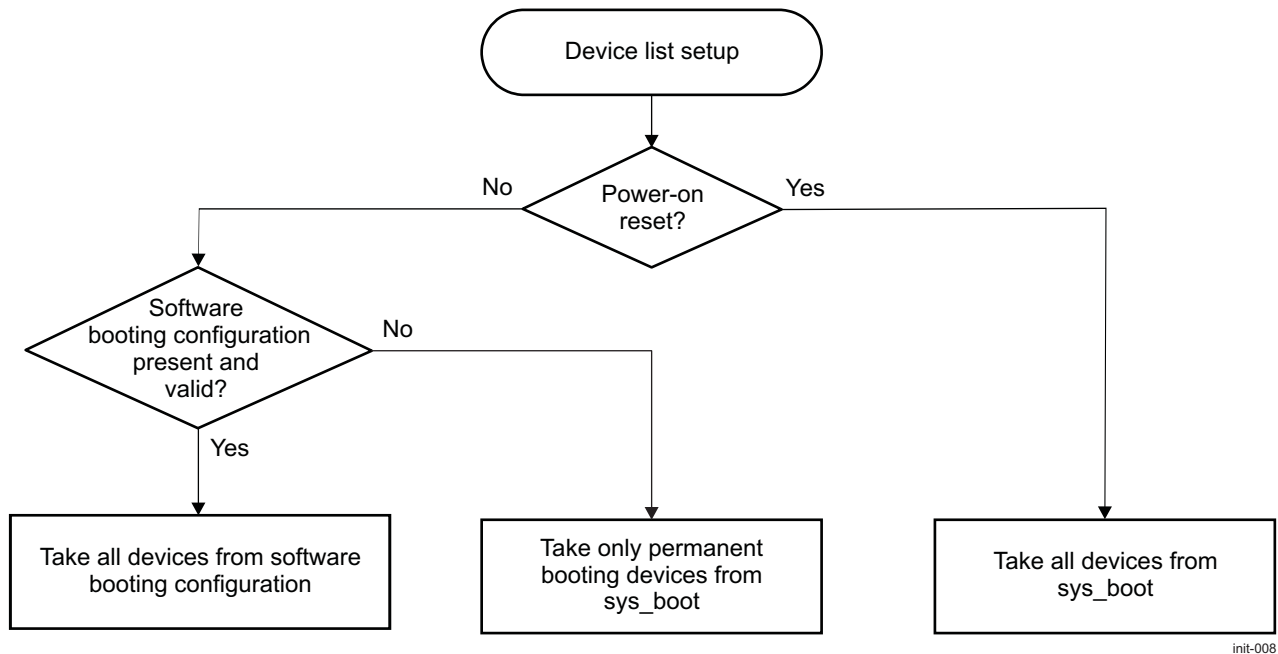 Device list setup
No
Power-on
reset?
Yes
Software
booting configuration
present and
valid?
No
Yes
Take all devices from software
booting configuration
Take only permanent
booting devices from
sys_boot
Take all devices from
sys_boot
init-008